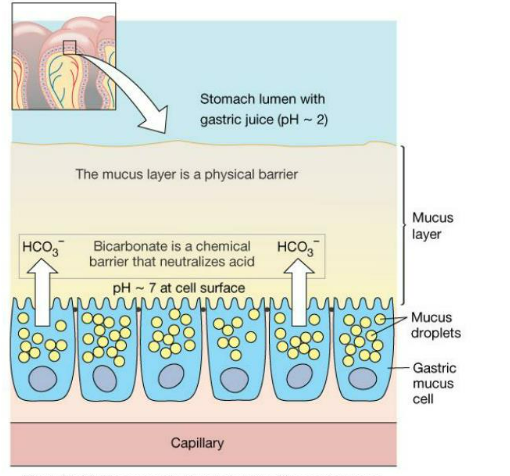 Stomach lumen with
gastric juice (pH ~ 2)
The mucus layer is a physical barrier
Mucus
layer
HCO₃⁻
Bicarbonate is a chemical
barrier that neutralizes acid
HCO₃⁻
pH ~ 7 at cell surface
Mucus
droplets
Gastric
mucus
cell
Capillary